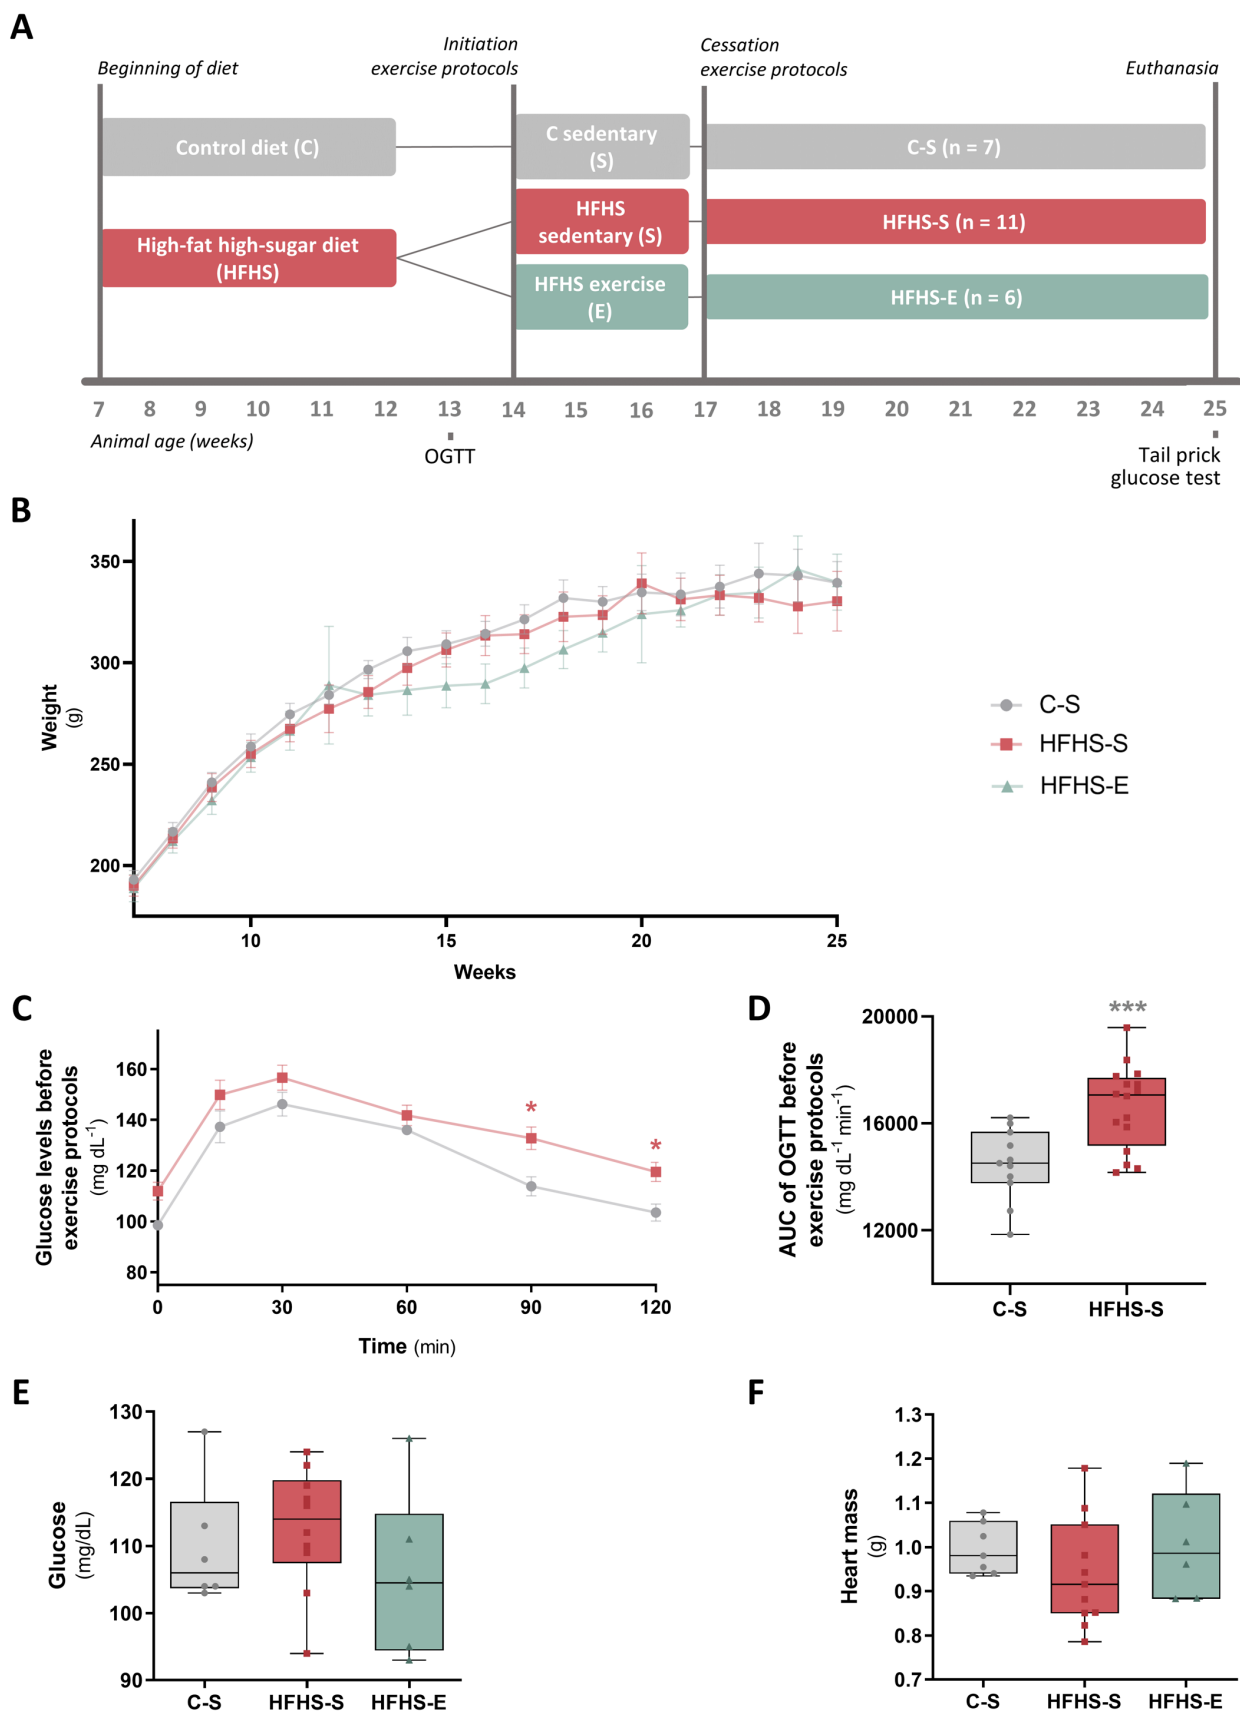 A
Beginning of diet
Initiation
exercise protocols
Cessation
exercise protocols
Euthanasia
Control diet (C)
C sedentary
(S)
C-S (n = 7)
High-fat high-sugar diet
(HFHS)
HFHS
sedentary (S)
HFHS-S (n = 11)
HFHS exercise
(E)
HFHS-E (n = 6)
7 8 9 10 11 12 13 14 15 16 17 18 19 20 21 22 23 24 25
Animal age (weeks)
OGTT
Tail prick
glucose test
B
Weight
(g)
350
300
250
200
10 15 20 25
Weeks
C-S
HFHS-S
HFHS-E
C
Glucose levels before
exercise protocols
(mg dL⁻¹)
160
140
120
100
80
* *
0 30 60 90 120
Time (min)
D
AUC of OGTT before
exercise protocols
(mg dL⁻¹ min⁻¹)
20000
16000
12000
***
C-S HFHS-S
E
Glucose
(mg/dL)
130
120
110
100
90
C-S HFHS-S HFHS-E
F
Heart mass
(g)
1.3
1.2
1.1
1.0
0.9
0.8
0.7
C-S HFHS-S HFHS-E